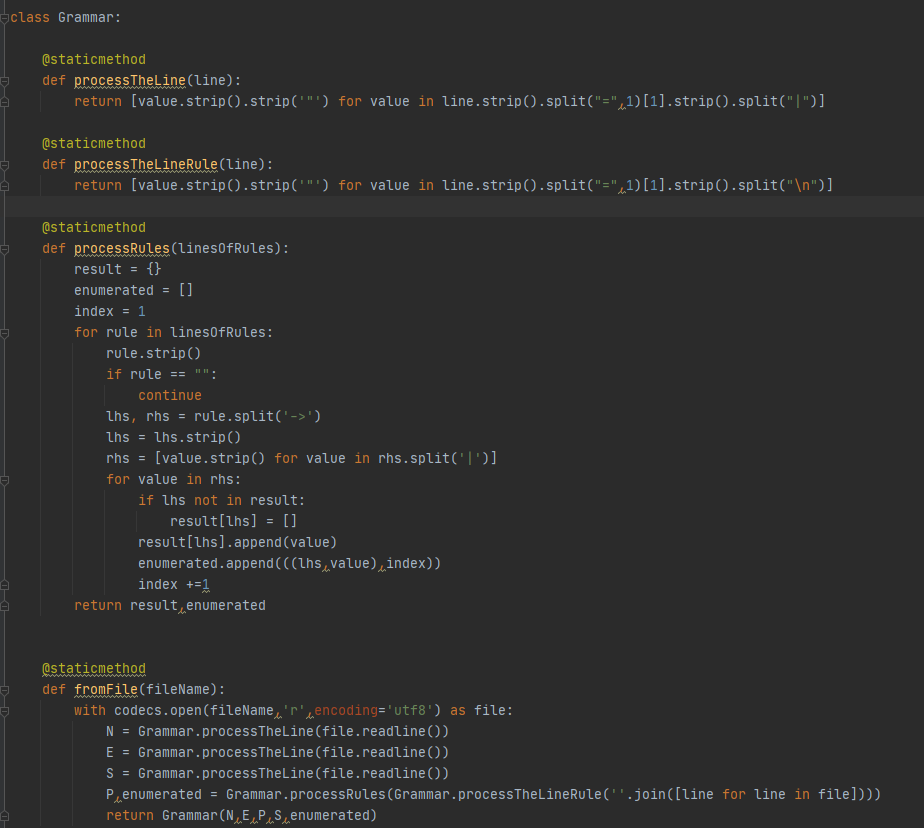 class Grammar:
    @staticmethod
    def processTheLine(line):
        return [value.strip().strip('"') for value in line.strip().split("=",1)[1].strip().split("|")]
    @staticmethod
    def processTheLineRule(line):
        return [value.strip().strip('"') for value in line.strip().split("=",1)[1].strip().split("\n")]
    @staticmethod
    def processRules(linesOfRules):
        result = {}
        enumerated = []
        index = 1
        for rule in linesOfRules:
            rule.strip()
            if rule == "":
                continue
            lhs, rhs = rule.split('->')
            lhs = lhs.strip()
            rhs = [value.strip() for value in rhs.split('|')]
            for value in rhs:
                if lhs not in result:
                    result[lhs] = []
                result[lhs].append(value)
                enumerated.append(((lhs,value),index))
                index +=1
        return result,enumerated
    @staticmethod
    def fromFile(fileName):
        with codecs.open(fileName,'r',encoding='utf8') as file:
            N = Grammar.processTheLine(file.readline())
            E = Grammar.processTheLine(file.readline())
            S = Grammar.processTheLine(file.readline())
            P,enumerated = Grammar.processRules(Grammar.processTheLineRule(''.join([line for line in file])))
            return Grammar(N,E,P,S,enumerated)